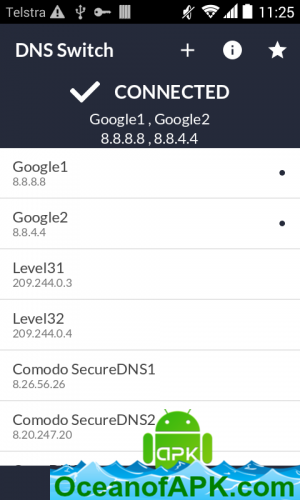 Telstra 11:25
DNS Switch
CONNECTED
Google1 , Google2
8.8.8.8 , 8.8.4.4
Google1
8.8.8.8
Google2
8.8.4.4
Level31
209.244.0.3
Level32
209.244.0.4
Comodo SecureDNS1
8.26.56.26
Comodo SecureDNS2
8.20.247.20
apk
OceanofAPK.com